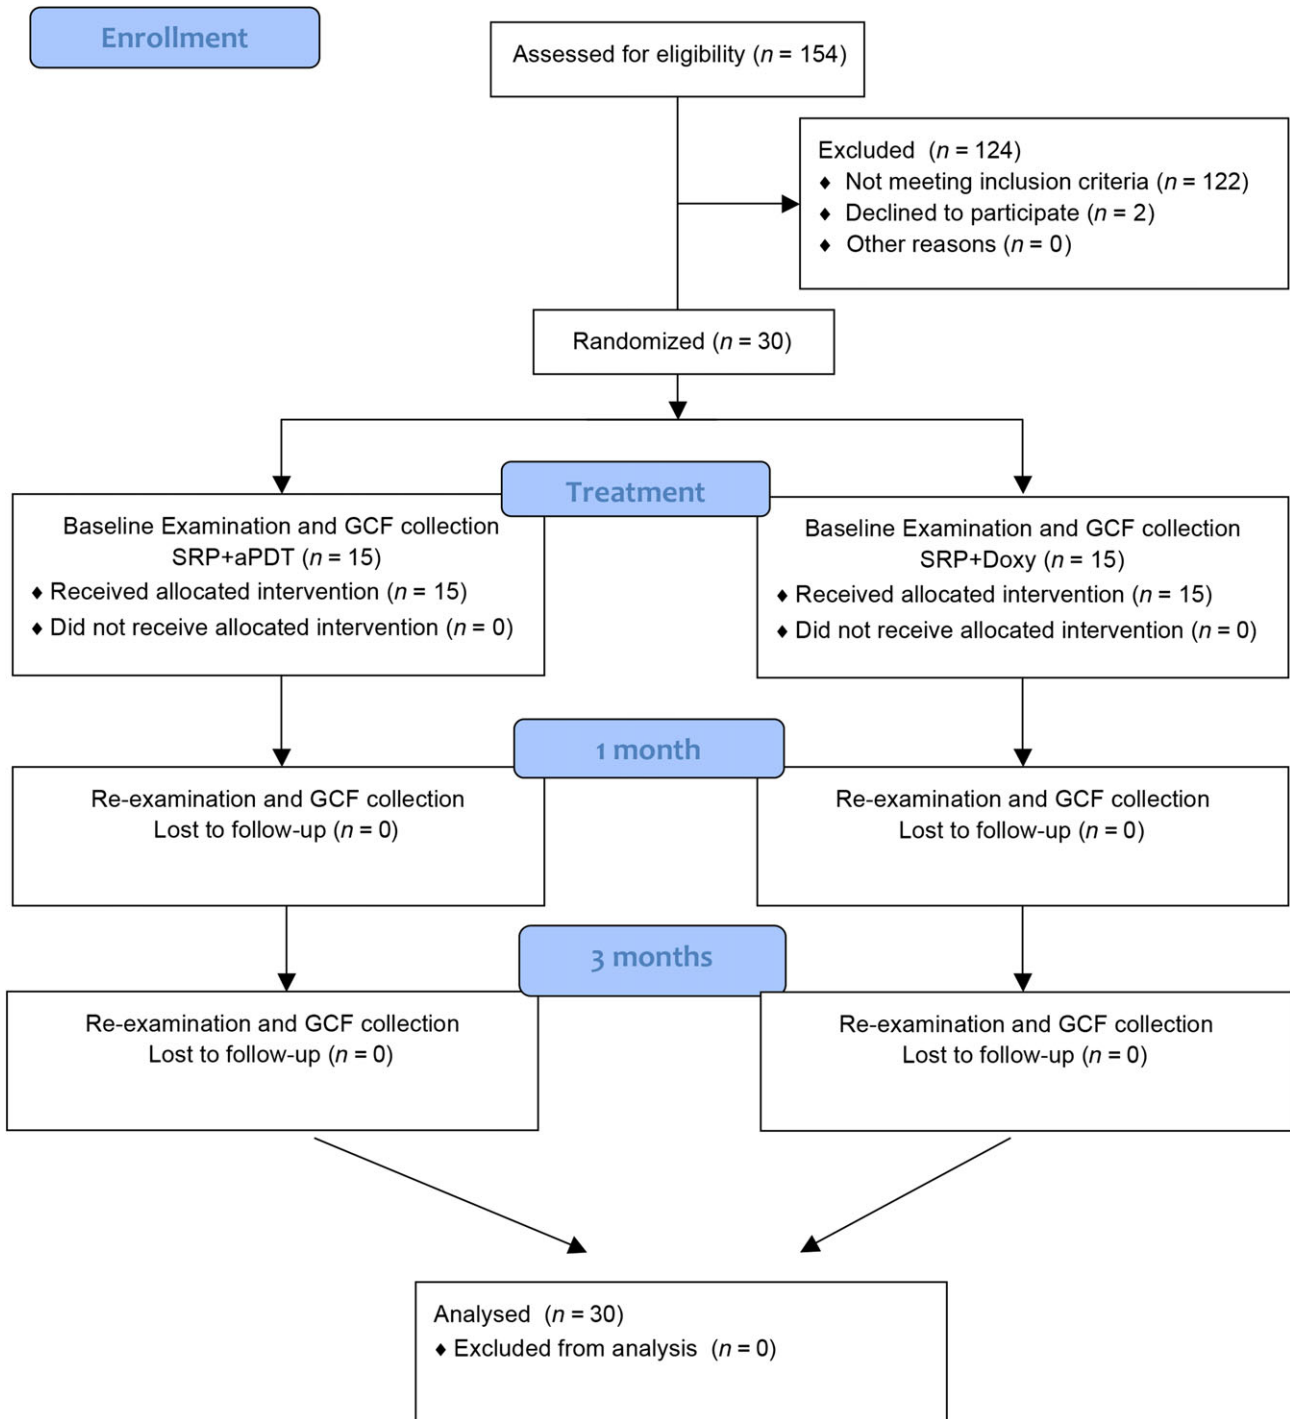 Enrollment
Assessed for eligibility (n = 154)
Excluded (n = 124)
♦ Not meeting inclusion criteria (n = 122)
♦ Declined to participate (n = 2)
♦ Other reasons (n = 0)
Randomized (n = 30)
Treatment
Baseline Examination and GCF collection
SRP+aPDT (n = 15)
♦ Received allocated intervention (n = 15)
♦ Did not receive allocated intervention (n = 0)
Baseline Examination and GCF collection
SRP+Doxy (n = 15)
♦ Received allocated intervention (n = 15)
♦ Did not receive allocated intervention (n = 0)
1 month
Re-examination and GCF collection
Lost to follow-up (n = 0)
Re-examination and GCF collection
Lost to follow-up (n = 0)
3 months
Re-examination and GCF collection
Lost to follow-up (n = 0)
Re-examination and GCF collection
Lost to follow-up (n = 0)
Analysed (n = 30)
♦ Excluded from analysis (n = 0)